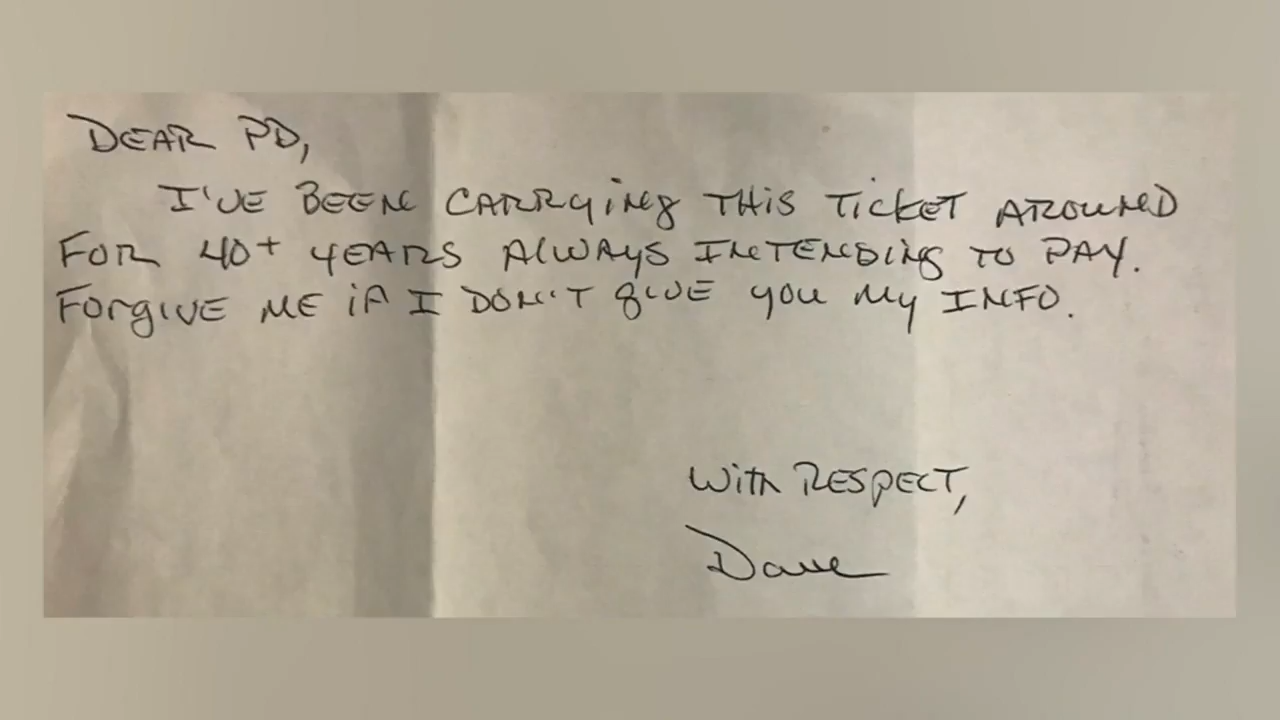 DEAR PD,
I'VE BEEN CARRYING THIS TICKET AROUND
FOR 40+ YEARS ALWAYS INTENDING TO PAY.
FORGIVE ME IF I DON'T GIVE YOU MY INFO.
WITH RESPECT,
Dave